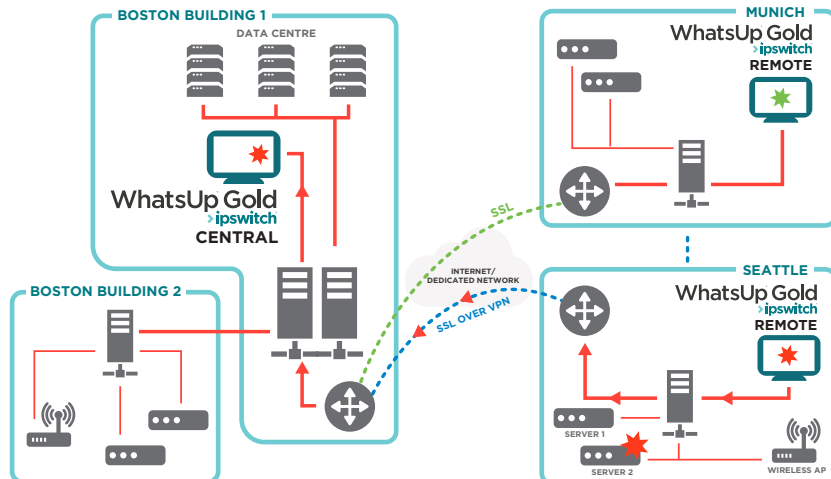 BOSTON BUILDING 1
DATA CENTRE
WhatsUp Gold
ipswitch
CENTRAL
BOSTON BUILDING 2
SSL
INTERNET/
DEDICATED NETWORK
SSL OVER VPN
MUNICH
WhatsUp Gold
ipswitch
REMOTE
SEATTLE
WhatsUp Gold
ipswitch
REMOTE
SERVER 1
SERVER 2
WIRELESS AP